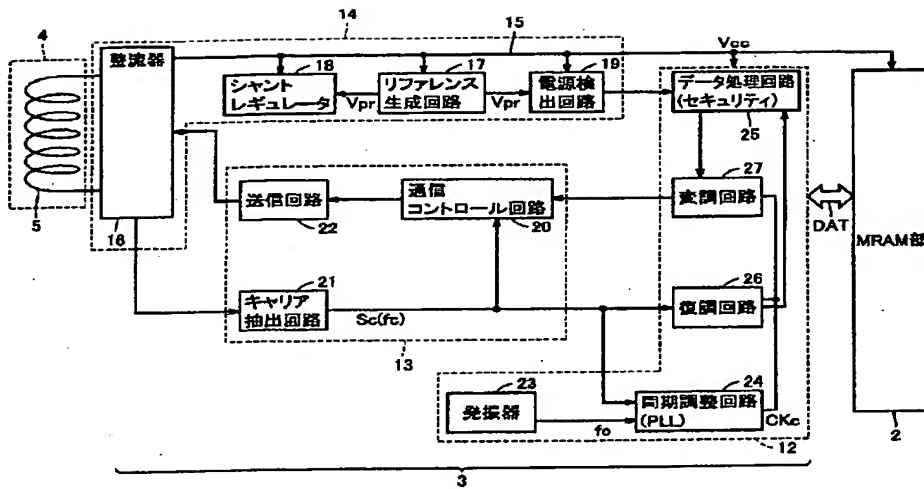 14
4
15
整流器
Vcc
18
シャント
レギュレータ
Vpr
17
リファレンス
生成回路
Vpr
19
電源検
出回路
データ処理回路
(セキュリティ)
25
5
16
送信回路
22
通信
コントロール回路
20
27
変調回路
DAT
MRAM部
21
キャリア
抽出回路
Sc(fc)
26
復調回路
13
23
発振器
fo
24
同期調整回路
(PLL)
CKc
12
2
3